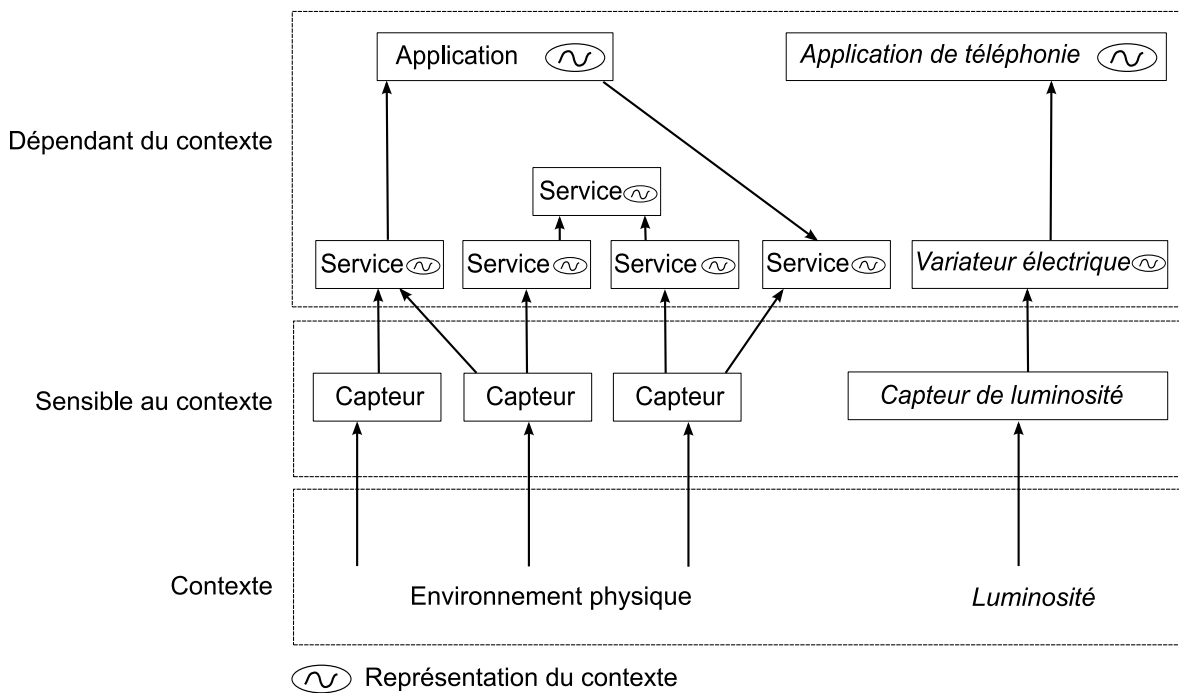 Application
Application de téléphonie
Dépendant du contexte
Service
Service
Service
Service
Service
Variateur électrique
Sensible au contexte
Capteur
Capteur
Capteur
Capteur de luminosité
Contexte
Environnement physique
Luminosité
Représentation du contexte